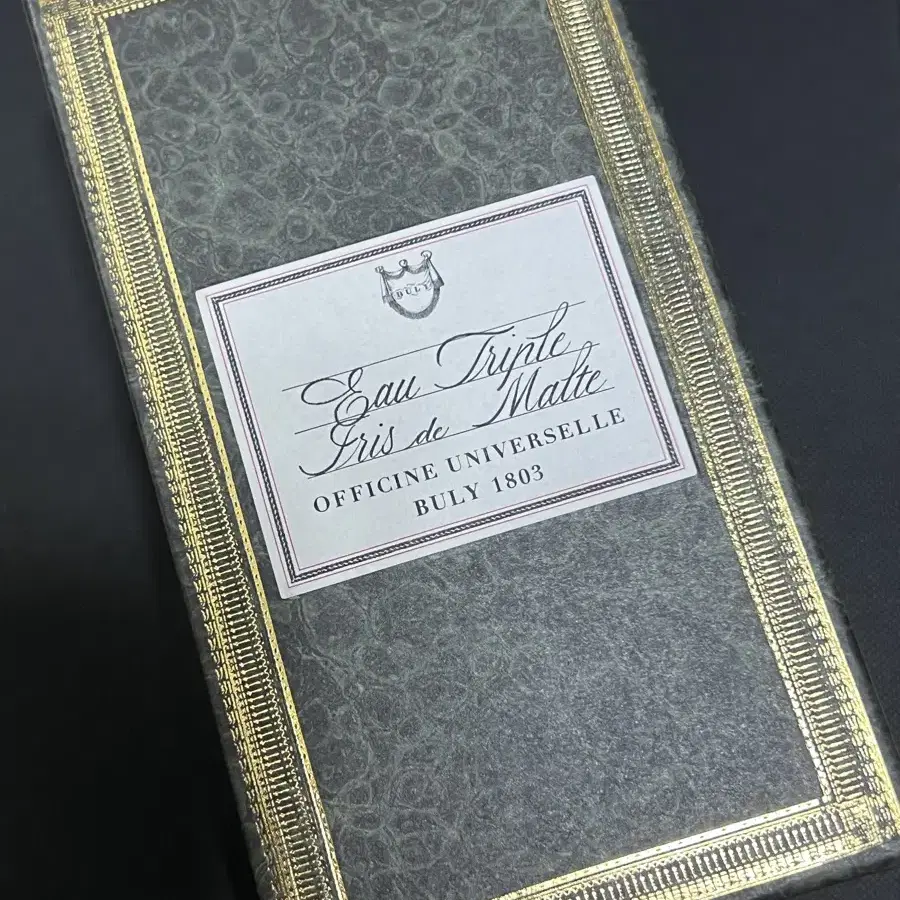 BULY
Eau Triple
Iris de Malte
OFFICINE UNIVERSELLE
BULY 1803